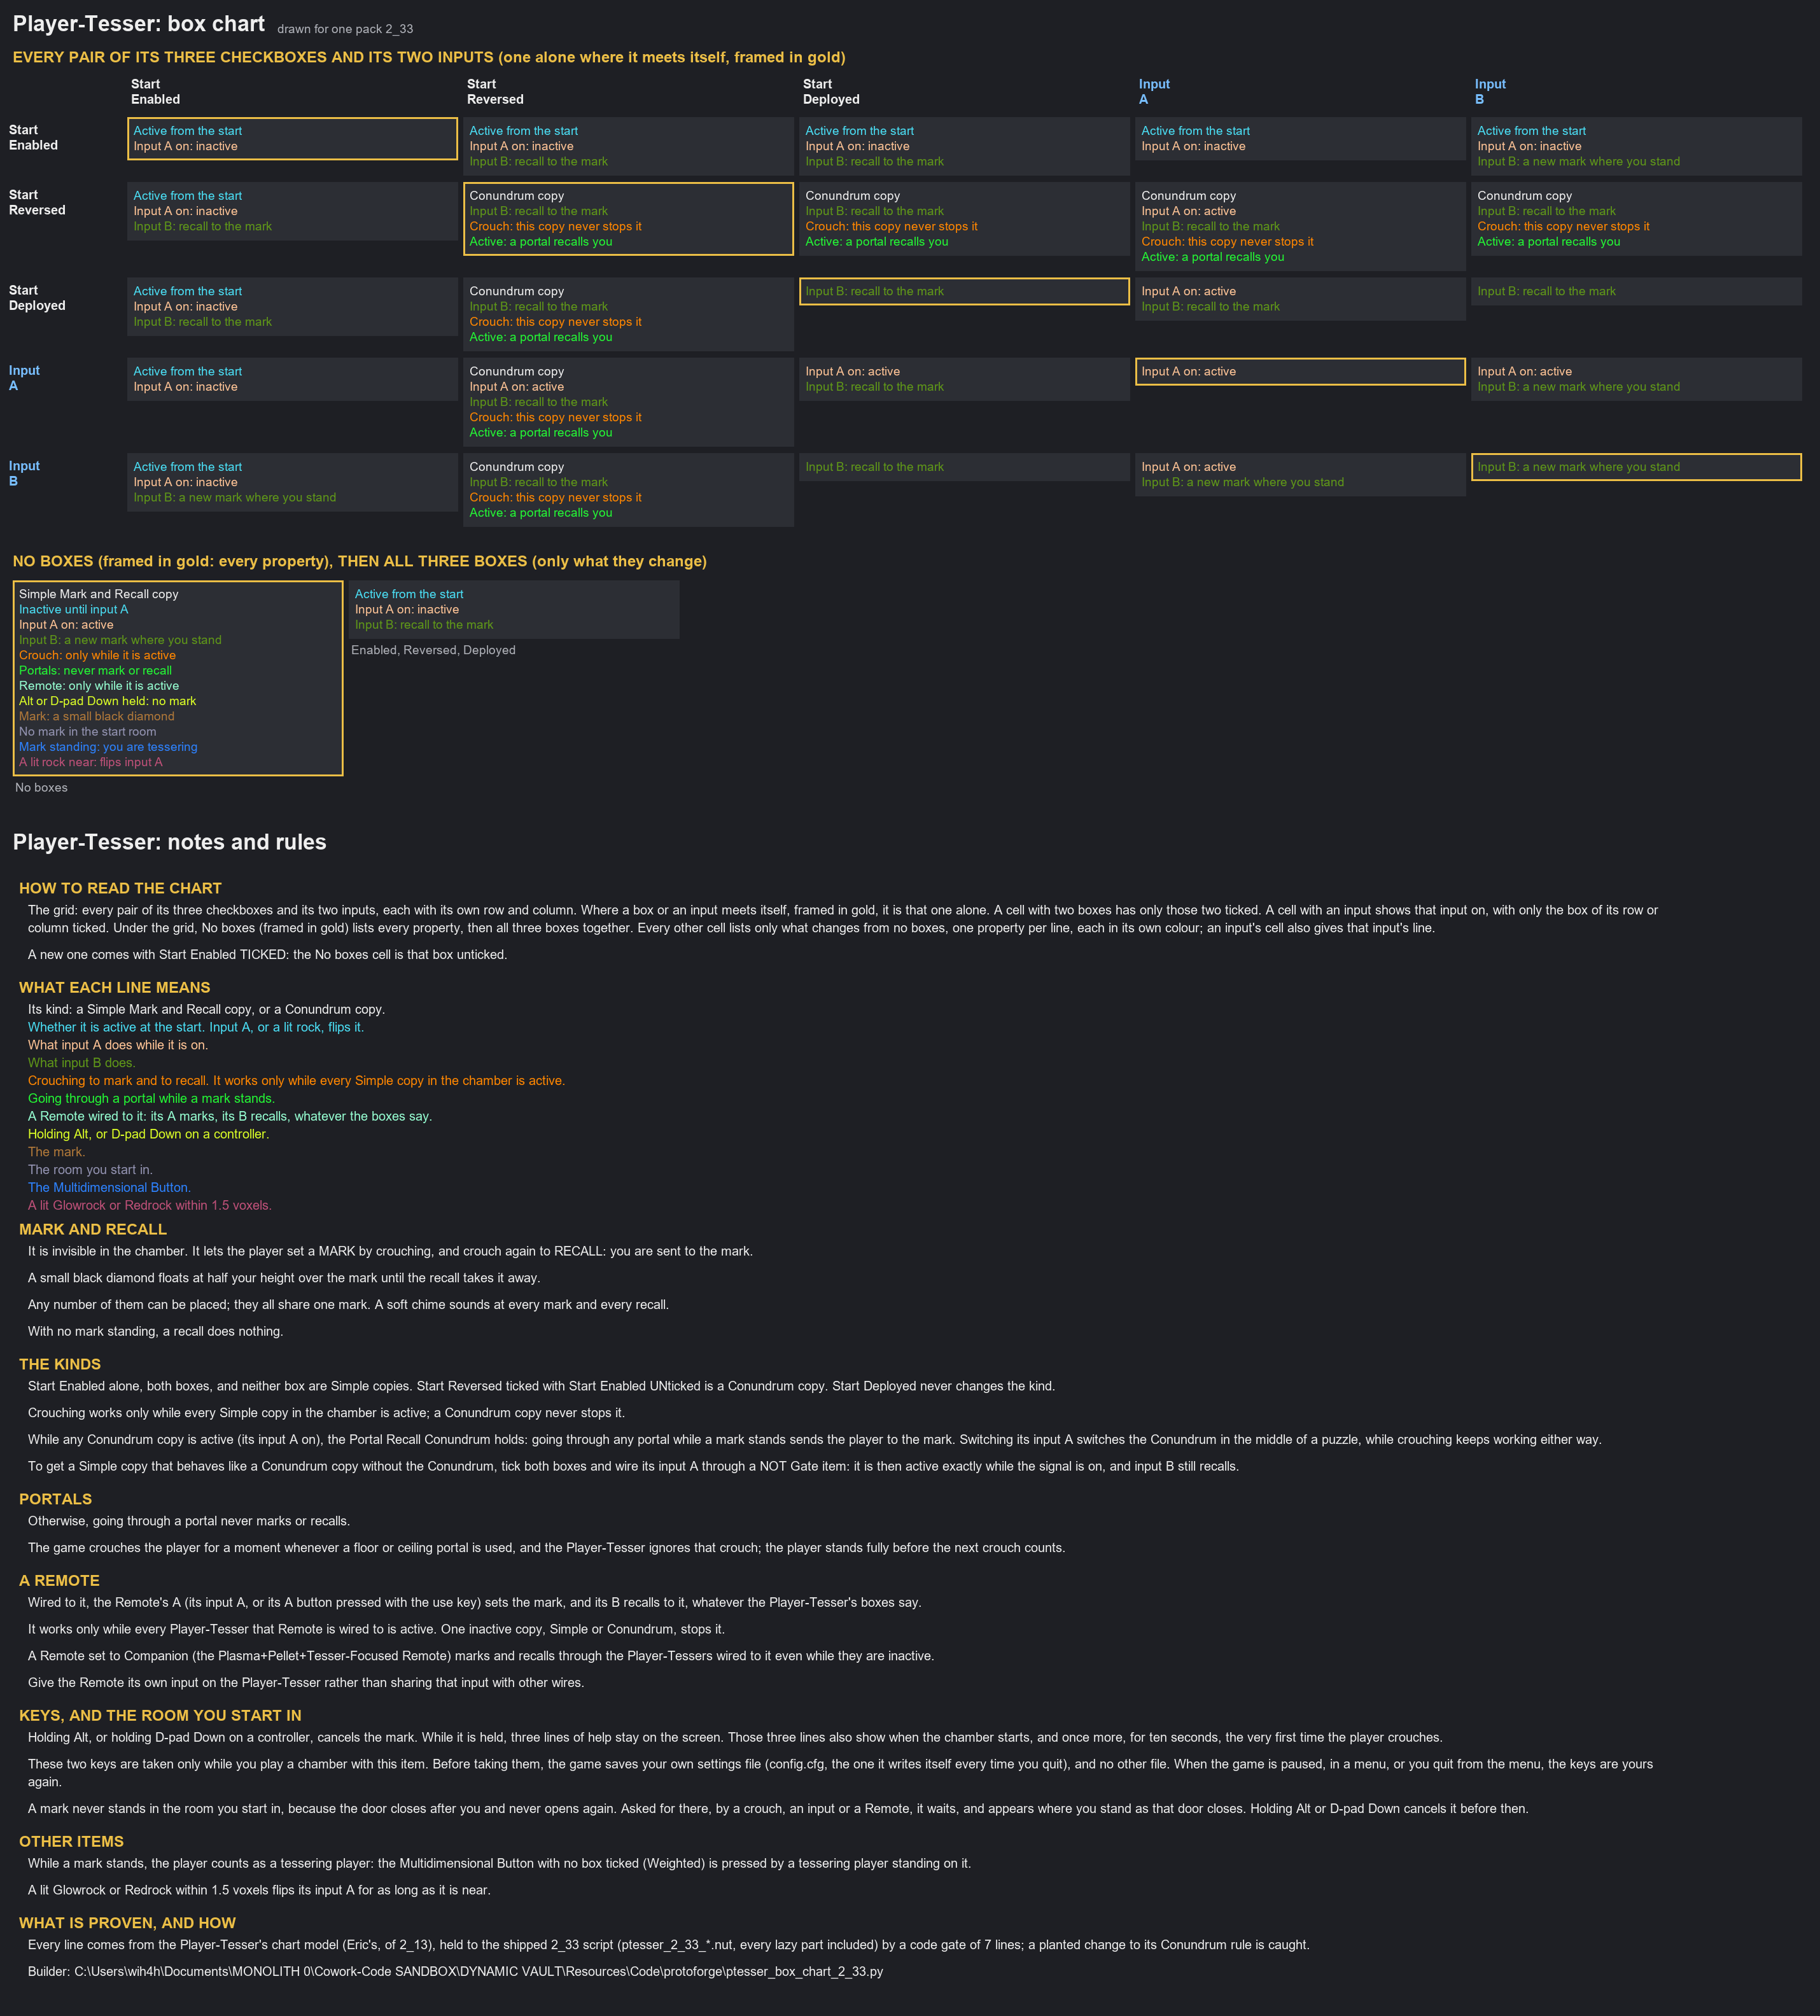 Player-Tesser: box chart drawn for one pack 2_33
EVERY PAIR OF ITS THREE CHECKBOXES AND ITS TWO INPUTS (one alone where it meets itself, framed in gold)
Start
Enabled
Start
Reversed
Start
Deployed
Input
A
Input
B
Start
Enabled
Active from the start
Input A on: inactive
Active from the start
Input A on: inactive
Input B: recall to the mark
Active from the start
Input A on: inactive
Input B: recall to the mark
Active from the start
Input A on: inactive
Active from the start
Input A on: inactive
Input B: a new mark where you stand
Start
Reversed
Active from the start
Input A on: inactive
Input B: recall to the mark
Conundrum copy
Input B: recall to the mark
Crouch: this copy never stops it
Active: a portal recalls you
Conundrum copy
Input B: recall to the mark
Crouch: this copy never stops it
Active: a portal recalls you
Conundrum copy
Input A on: active
Input B: recall to the mark
Crouch: this copy never stops it
Active: a portal recalls you
Conundrum copy
Input B: recall to the mark
Crouch: this copy never stops it
Active: a portal recalls you
Start
Deployed
Active from the start
Input A on: inactive
Input B: recall to the mark
Conundrum copy
Input B: recall to the mark
Crouch: this copy never stops it
Active: a portal recalls you
Input B: recall to the mark
Input A on: active
Input B: recall to the mark
Input B: recall to the mark
Input
A
Active from the start
Input A on: inactive
Conundrum copy
Input A on: active
Input B: recall to the mark
Crouch: this copy never stops it
Active: a portal recalls you
Input A on: active
Input B: recall to the mark
Input A on: active
Input A on: active
Input B: a new mark where you stand
Input
B
Active from the start
Input A on: inactive
Input B: a new mark where you stand
Conundrum copy
Input B: recall to the mark
Crouch: this copy never stops it
Active: a portal recalls you
Input B: recall to the mark
Input A on: active
Input B: a new mark where you stand
Input B: a new mark where you stand
NO BOXES (framed in gold: every property), THEN ALL THREE BOXES (only what they change)
Simple Mark and Recall copy
Inactive until input A
Input A on: active
Input B: a new mark where you stand
Crouch: only while it is active
Portals: never mark or recall
Remote: only while it is active
Alt or D-pad Down held: no mark
Mark: a small black diamond
No mark in the start room
Mark standing: you are tessering
A lit rock near: flips input A
No boxes
Active from the start
Input A on: inactive
Input B: recall to the mark
Enabled, Reversed, Deployed
Player-Tesser: notes and rules
HOW TO READ THE CHART
The grid: every pair of its three checkboxes and its two inputs, each with its own row and column. Where a box or an input meets itself, framed in gold, it is that one alone. A cell with two boxes has only those two ticked. A cell with an input shows that input on, with only the box of its row or
column ticked. Under the grid, No boxes (framed in gold) lists every property, then all three boxes together. Every other cell lists only what changes from no boxes, one property per line, each in its own colour; an input's cell also gives that input's line.
A new one comes with Start Enabled TICKED: the No boxes cell is that box unticked.
WHAT EACH LINE MEANS
Its kind: a Simple Mark and Recall copy, or a Conundrum copy.
Whether it is active at the start. Input A, or a lit rock, flips it.
What input A does while it is on.
What input B does.
Crouching to mark and to recall. It works only while every Simple copy in the chamber is active.
Going through a portal while a mark stands.
A Remote wired to it: its A marks, its B recalls, whatever the boxes say.
Holding Alt, or D-pad Down on a controller.
The mark.
The room you start in.
The Multidimensional Button.
A lit Glowrock or Redrock within 1.5 voxels.
MARK AND RECALL
It is invisible in the chamber. It lets the player set a MARK by crouching, and crouch again to RECALL: you are sent to the mark.
A small black diamond floats at half your height over the mark until the recall takes it away.
Any number of them can be placed; they all share one mark. A soft chime sounds at every mark and every recall.
With no mark standing, a recall does nothing.
THE KINDS
Start Enabled alone, both boxes, and neither box are Simple copies. Start Reversed ticked with Start Enabled UNticked is a Conundrum copy. Start Deployed never changes the kind.
Crouching works only while every Simple copy in the chamber is active; a Conundrum copy never stops it.
While any Conundrum copy is active (its input A on), the Portal Recall Conundrum holds: going through any portal while a mark stands sends the player to the mark. Switching its input A switches the Conundrum in the middle of a puzzle, while crouching keeps working either way.
To get a Simple copy that behaves like a Conundrum copy without the Conundrum, tick both boxes and wire its input A through a NOT Gate item: it is then active exactly while the signal is on, and input B still recalls.
PORTALS
Otherwise, going through a portal never marks or recalls.
The game crouches the player for a moment whenever a floor or ceiling portal is used, and the Player-Tesser ignores that crouch; the player stands fully before the next crouch counts.
A REMOTE
Wired to it, the Remote's A (its input A, or its A button pressed with the use key) sets the mark, and its B recalls to it, whatever the Player-Tesser's boxes say.
It works only while every Player-Tesser that Remote is wired to is active. One inactive copy, Simple or Conundrum, stops it.
A Remote set to Companion (the Plasma+Pellet+Tesser-Focused Remote) marks and recalls through the Player-Tessers wired to it even while they are inactive.
Give the Remote its own input on the Player-Tesser rather than sharing that input with other wires.
KEYS, AND THE ROOM YOU START IN
Holding Alt, or holding D-pad Down on a controller, cancels the mark. While it is held, three lines of help stay on the screen. Those three lines also show when the chamber starts, and once more, for ten seconds, the very first time the player crouches.
These two keys are taken only while you play a chamber with this item. Before taking them, the game saves your own settings file (config.cfg, the one it writes itself every time you quit), and no other file. When the game is paused, in a menu, or you quit from the menu, the keys are yours
again.
A mark never stands in the room you start in, because the door closes after you and never opens again. Asked for there, by a crouch, an input or a Remote, it waits, and appears where you stand as that door closes. Holding Alt or D-pad Down cancels it before then.
OTHER ITEMS
While a mark stands, the player counts as a tessering player: the Multidimensional Button with no box ticked (Weighted) is pressed by a tessering player standing on it.
A lit Glowrock or Redrock within 1.5 voxels flips its input A for as long as it is near.
WHAT IS PROVEN, AND HOW
Every line comes from the Player-Tesser's chart model (Eric's, of 2_13), held to the shipped 2_33 script (ptesser_2_33_*.nut, every lazy part included) by a code gate of 7 lines; a planted change to its Conundrum rule is caught.
Builder: C:\Users\wih4h\Documents\MONOLITH 0\Cowork-Code SANDBOX\DYNAMIC VAULT\Resources\Code\protoforge\ptesser_box_chart_2_33.py